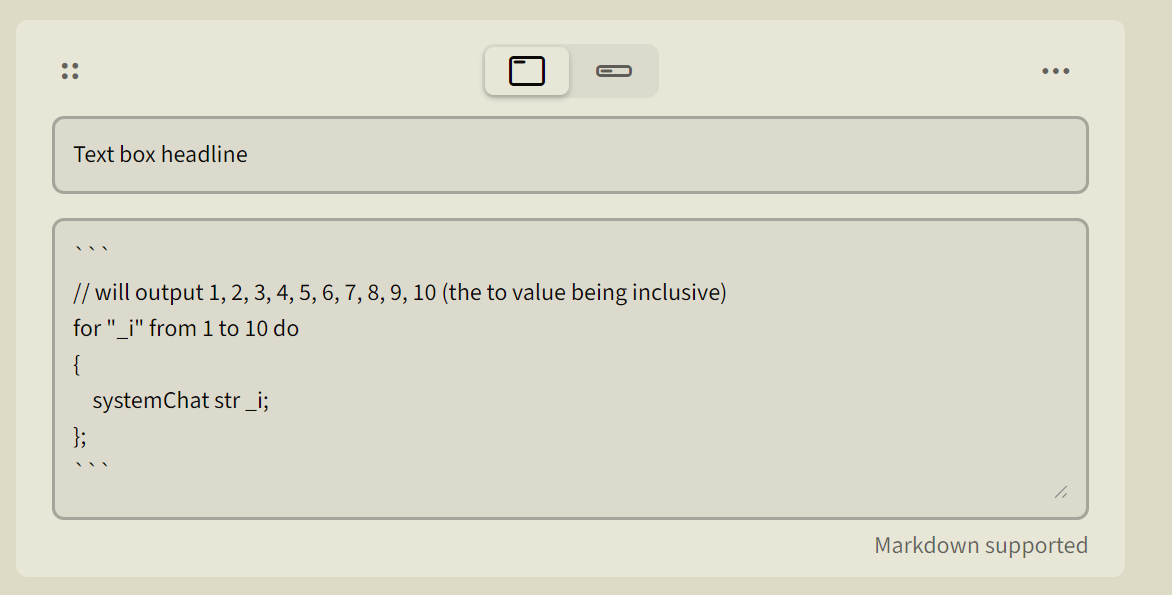 Text box headline
```
// will output 1, 2, 3, 4, 5, 6, 7, 8, 9, 10 (the to value being inclusive)
for "_i" from 1 to 10 do
{
    systemChat str _i;
};
```
Markdown supported